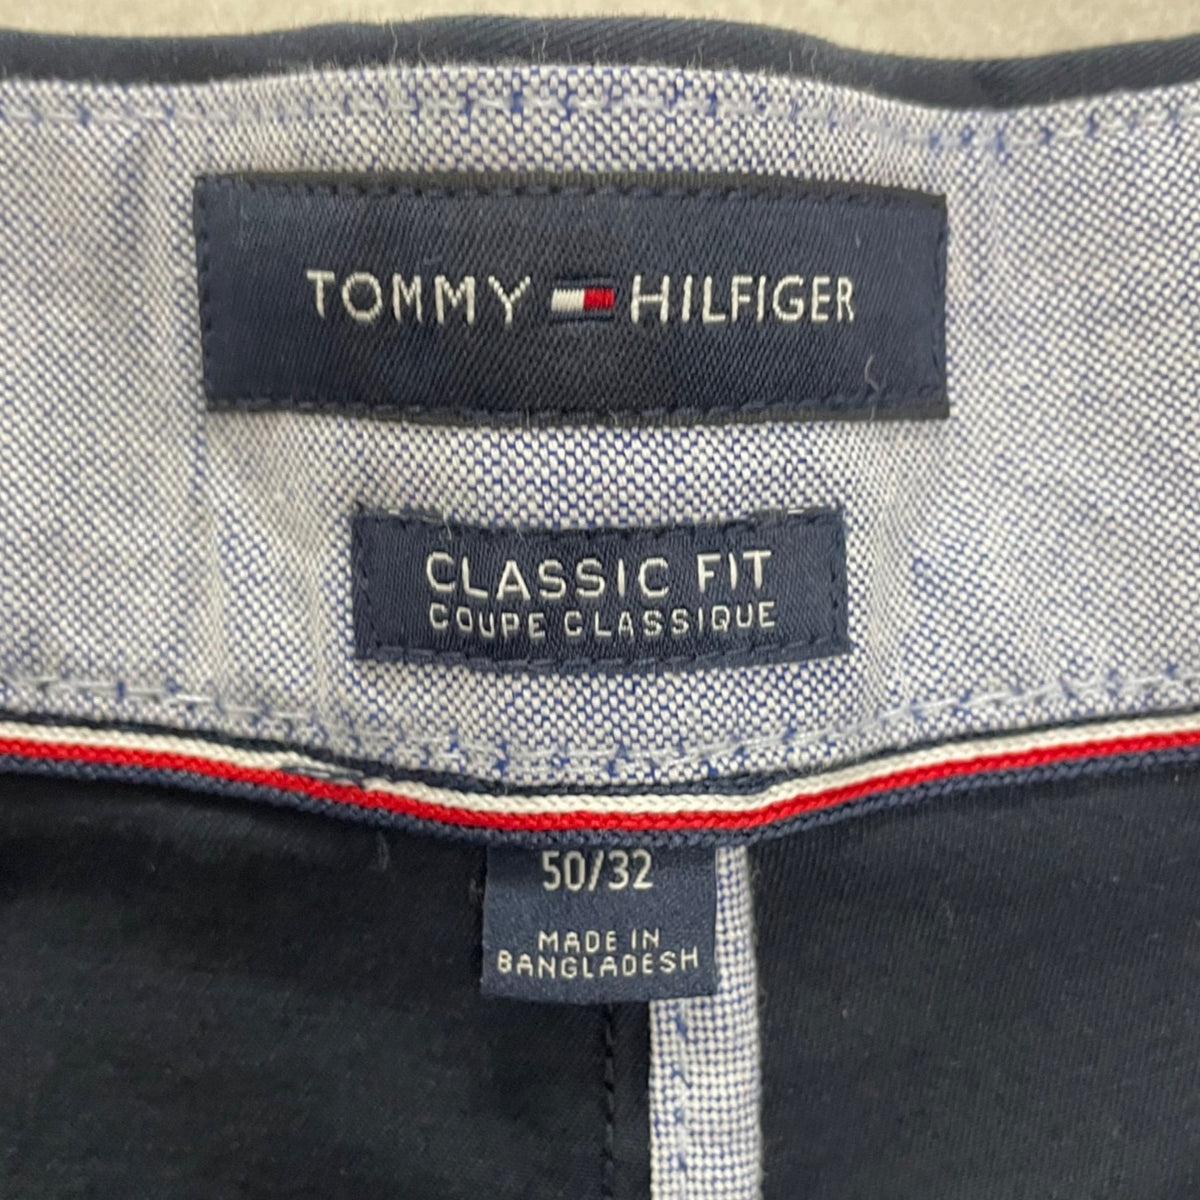 TOMMY HILFIGER
CLASSIC FIT
COUPE CLASSIQUE
50/32
MADE IN
BANGLADESH